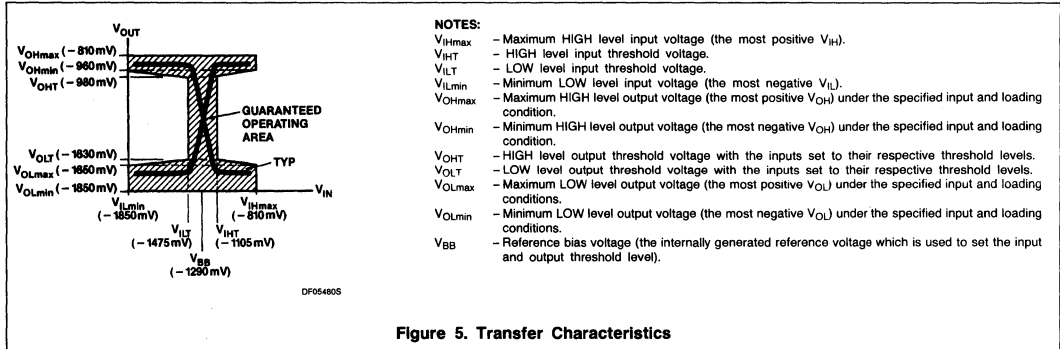 VOUT
VOHmax (−810mV)
VOHmin (−960mV)
VOHT (−980mV)
GUARANTEED
OPERATING
AREA
VOLT (−1630mV)
VOLmax (−1650mV)
VOLmin (−1850mV)
TYP
VIN
VILmin
(−1850mV)
VIHmax
(−810mV)
VILT
(−1475mV)
VIHT
(−1105mV)
VBB
(−1290mV)
DF05480S
NOTES:
VIHmax – Maximum HIGH level input voltage (the most positive VIH).
VIHT – HIGH level input threshold voltage.
VILT – LOW level input threshold voltage.
VILmin – Minimum LOW level input voltage (the most negative VIL).
VOHmax – Maximum HIGH level output voltage (the most positive VOH) under the specified input and loading
condition.
VOHmin – Minimum HIGH level output voltage (the most negative VOH) under the specified input and loading
condition.
VOHT – HIGH level output threshold voltage with the inputs set to their respective threshold levels.
VOLT – LOW level output threshold voltage with the inputs set to their respective threshold levels.
VOLmax – Maximum LOW level output voltage (the most positive VOL) under the specified input and loading
conditions.
VOLmin – Minimum LOW level output voltage (the most negative VOL) under the specified input and loading
conditions.
VBB – Reference bias voltage (the internally generated reference voltage which is used to set the input
and output threshold level).
Figure 5. Transfer Characteristics